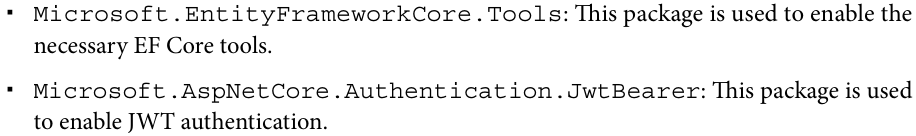 ▪ Microsoft.EntityFrameworkCore.Tools: This package is used to enable the
necessary EF Core tools.
▪ Microsoft.AspNetCore.Authentication.JwtBearer: This package is used
to enable JWT authentication.